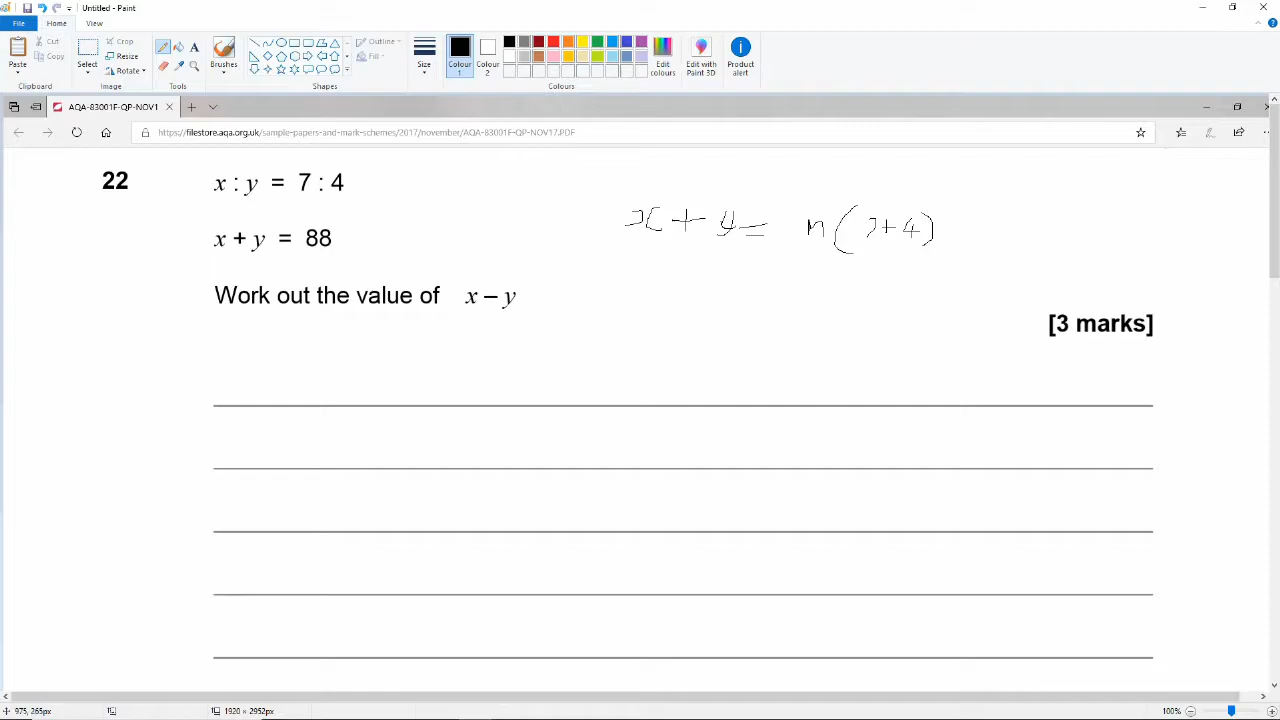 Untitled - Paint
File Home View
Paste Cut Copy Clipboard
Select Crop Resize Rotate Image
Tools
Brushes
Shapes Outline Fill
Size
Colour 1 Colour 2 Edit colours Colours
Edit with Paint 3D
Product alert
AQA-83001F-QP-NOV1
https://filestore.aqa.org.uk/sample-papers-and-mark-schemes/2017/november/AQA-83001F-QP-NOV17.PDF
22 x : y = 7 : 4
x + y = n(7+4)
x + y = 88
Work out the value of x – y
[3 marks]
975, 265px 1920 × 2952px 100%